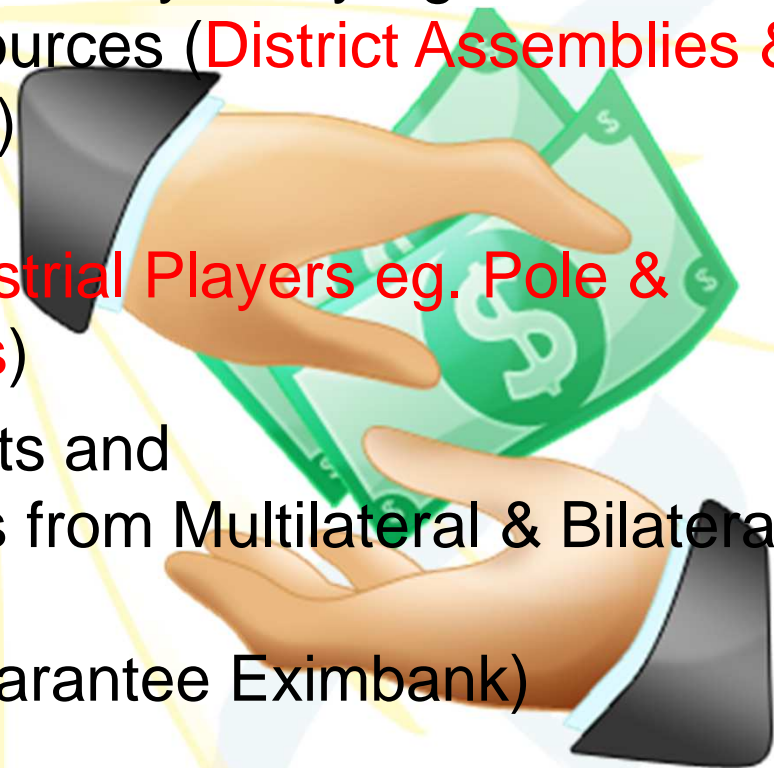 ources (District Assemblies &
)
strial Players eg. Pole &
s)
ts and
s from Multilateral & Bilatera
arantee Eximbank)